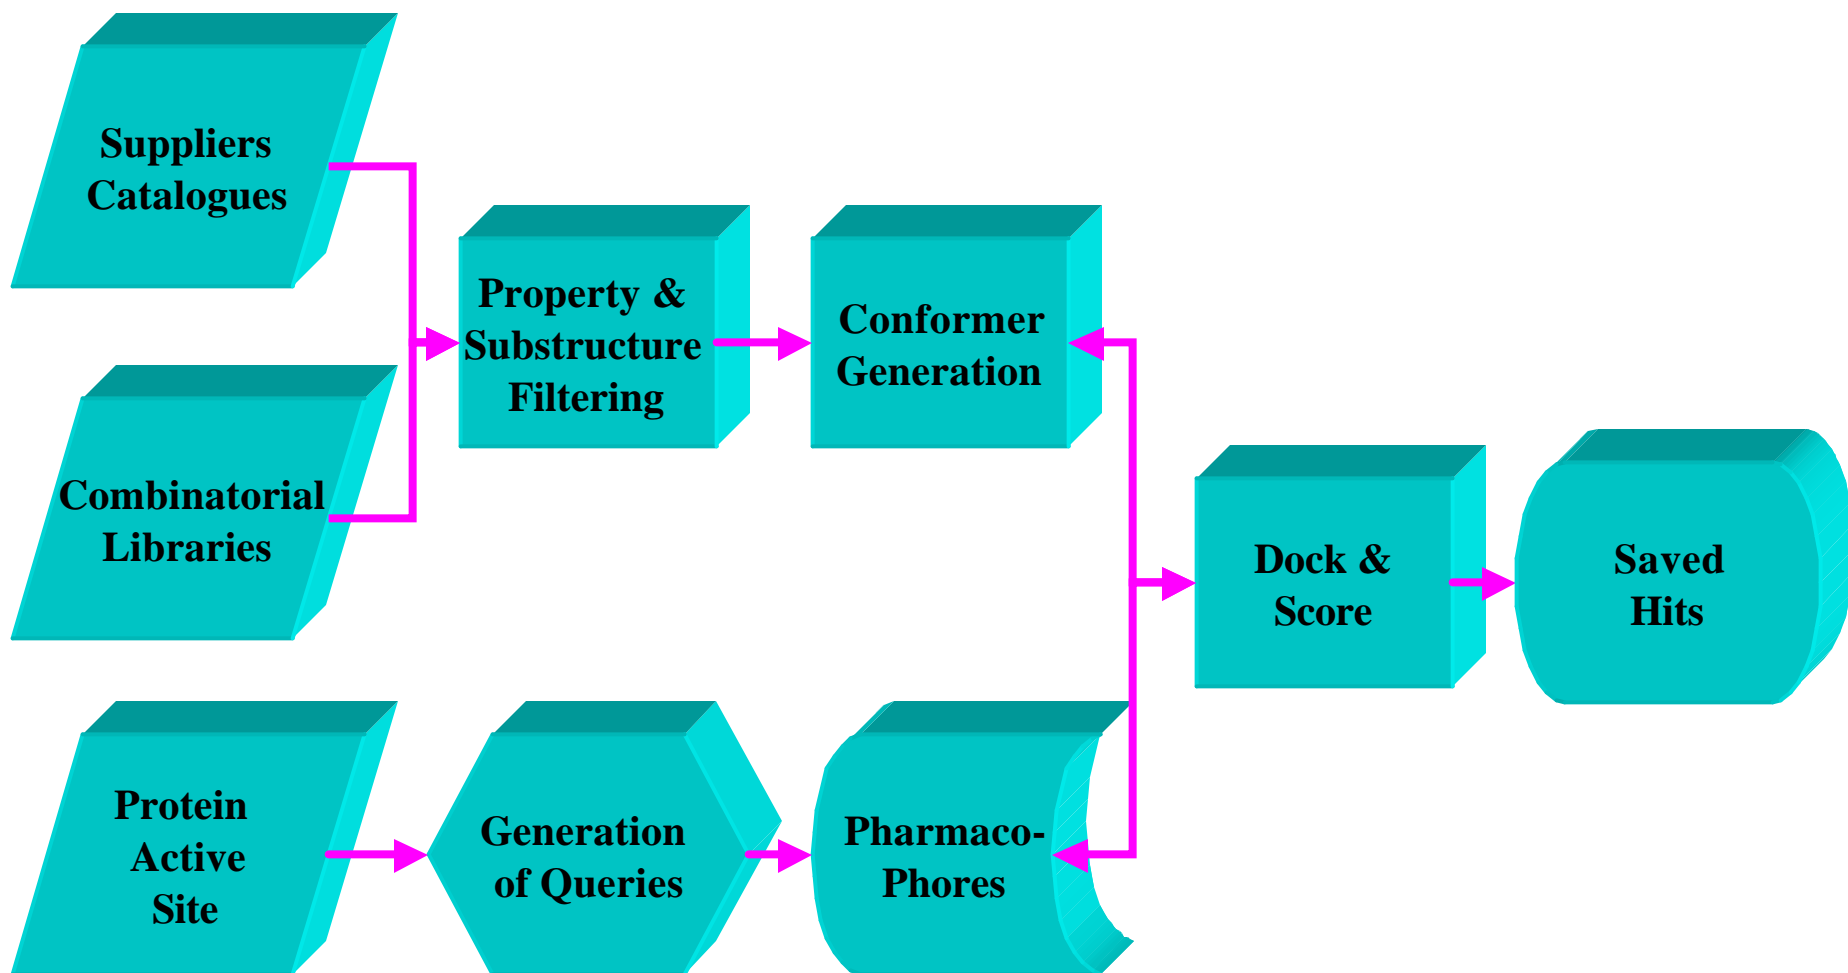 Suppliers
Catalogues
Property &
Substructure
Filtering
Conformer
Generation
Combinatorial
Libraries
Dock &
Score
Saved
Hits
Protein
Active
Site
Generation
of Queries
Pharmaco-
Phores